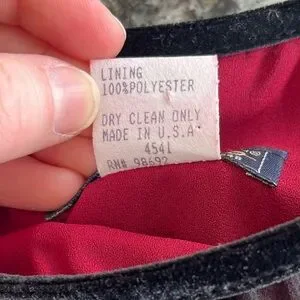 LINING
100%POLYESTER
DRY CLEAN ONLY
MADE IN U.S.A
4541
RN# 98692